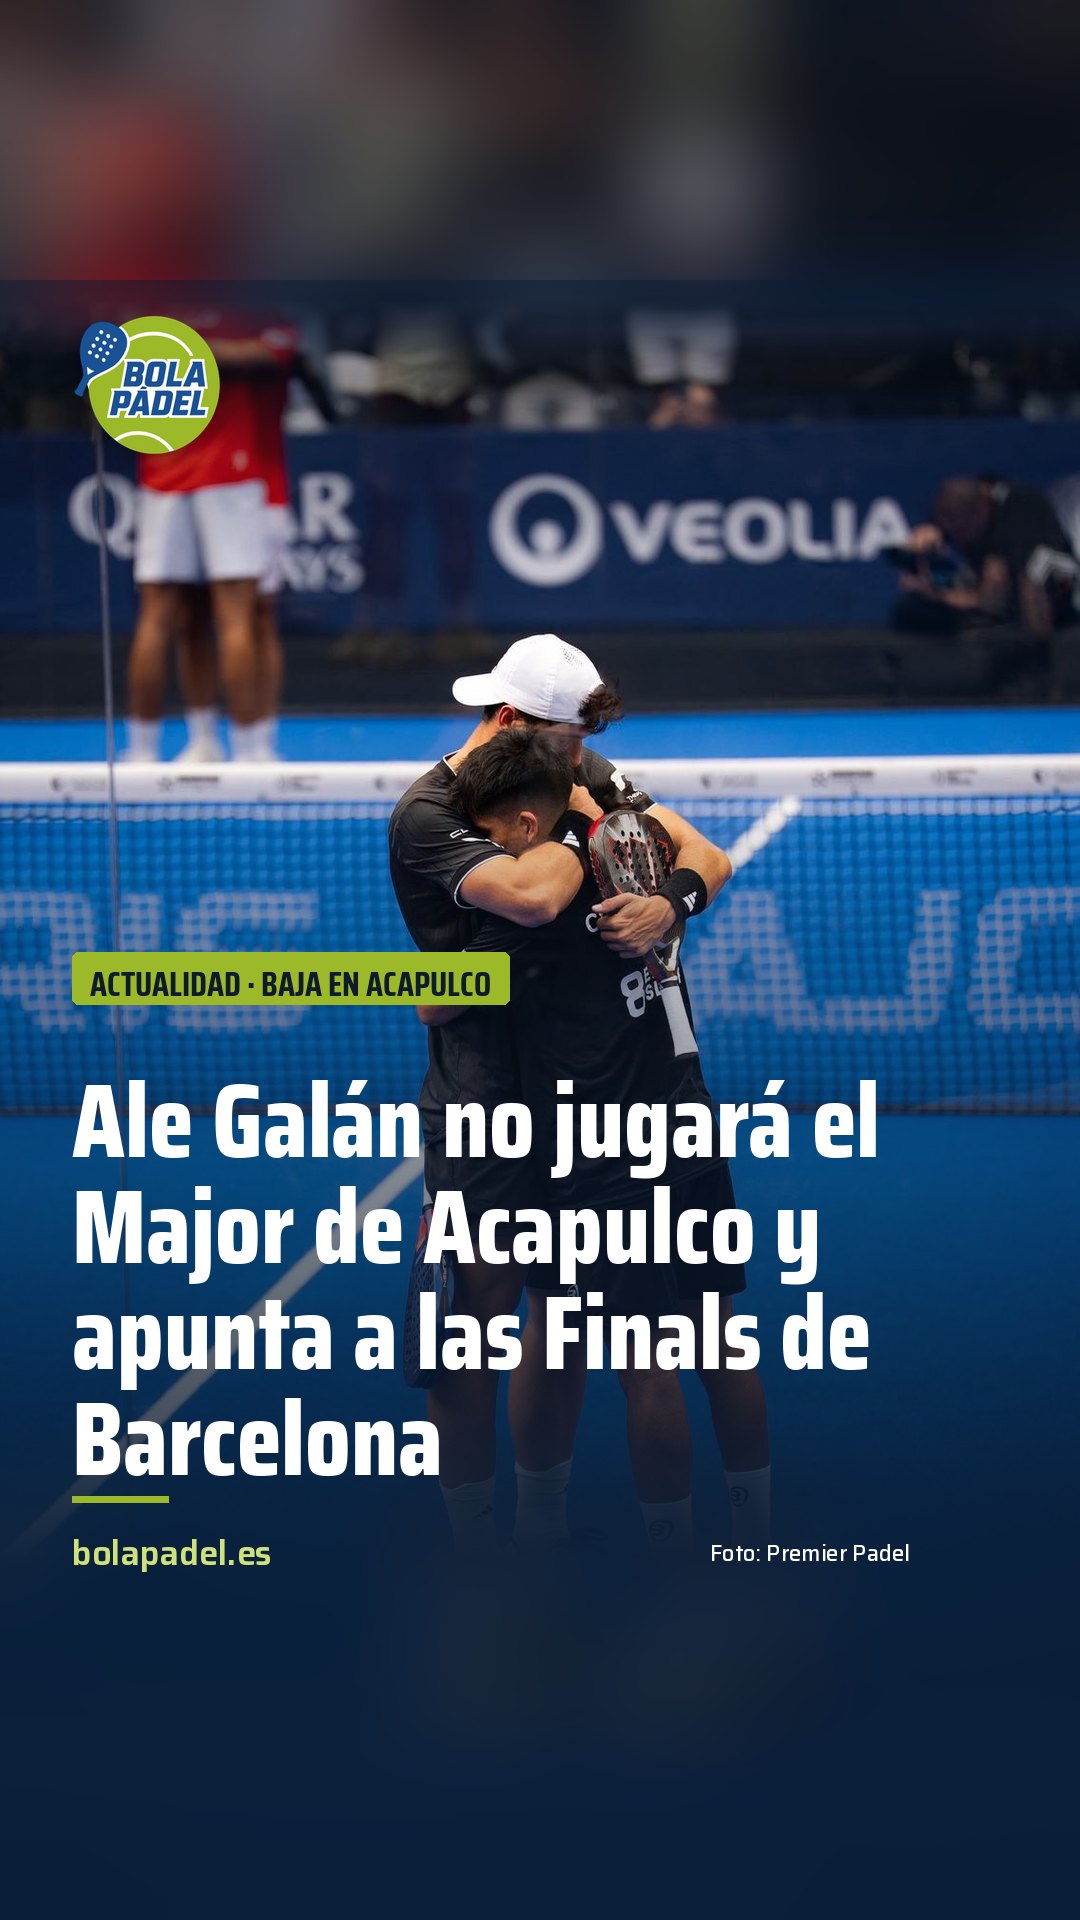 BOLA
PÁDEL
VEOLIA
ACTUALIDAD · BAJA EN ACAPULCO
Ale Galán no jugará el
Major de Acapulco y
apunta a las Finals de
Barcelona
bolapadel.es
Foto: Premier Padel